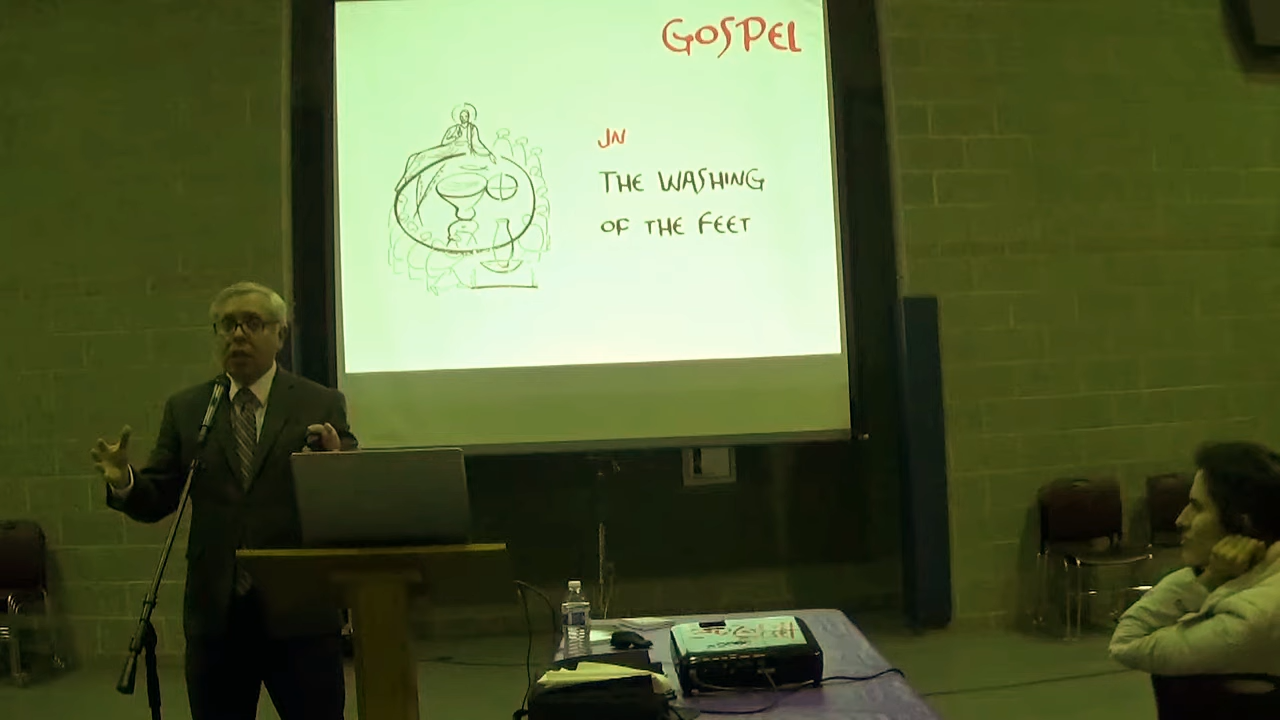 GOSPEL
JN
THE WASHING
OF THE FEET